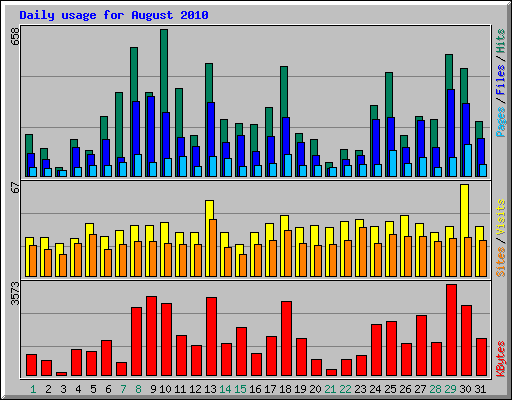 Daily usage for August 2010
658
Pages / Files / Hits
67
Sites / Visits
3573
KBytes
1 2 3 4 5 6 7 8 9 10 11 12 13 14 15 16 17 18 19 20 21 22 23 24 25 26 27 28 29 30 31